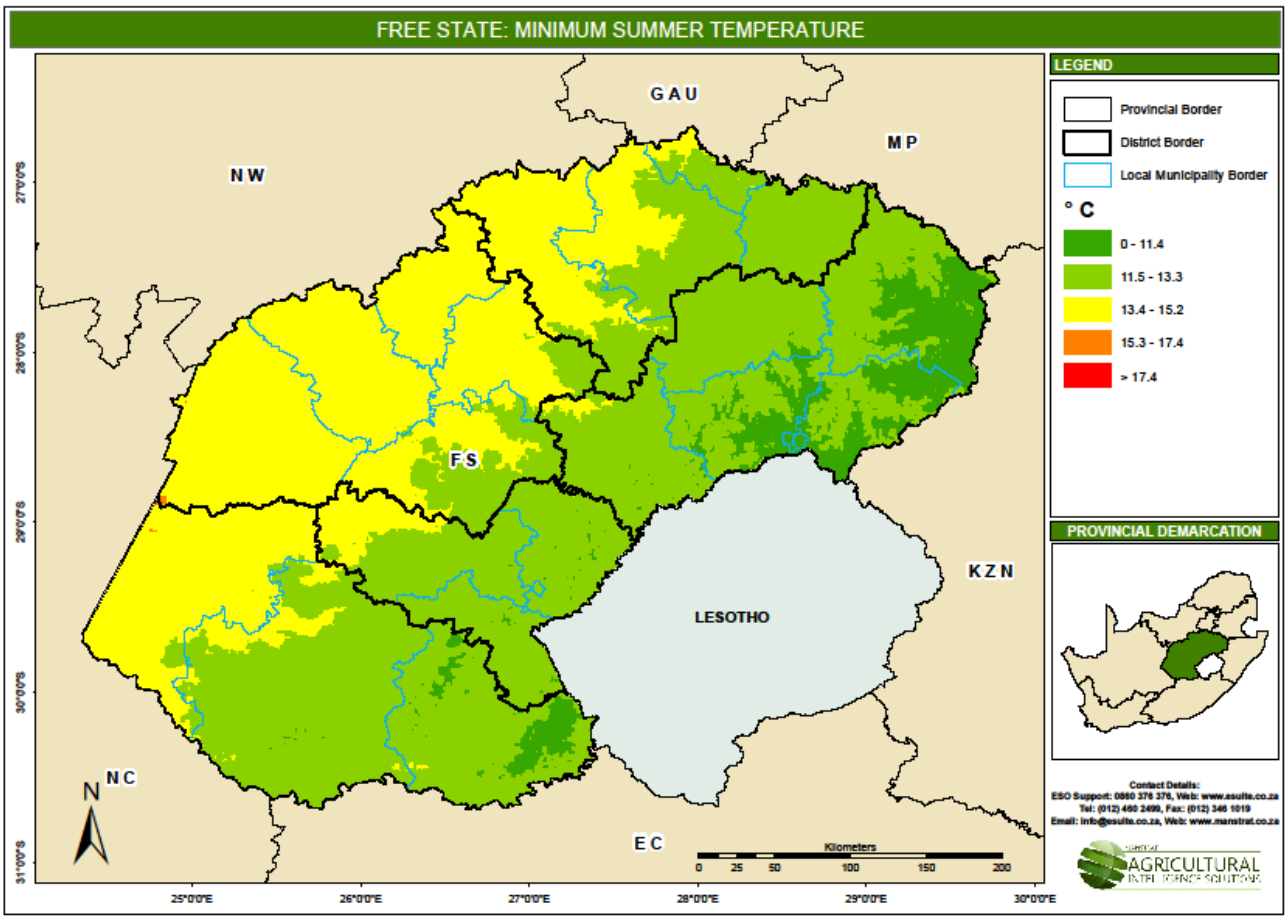 FREE STATE: MINIMUM SUMMER TEMPERATURE
GAU
MP
NW
FS
LESOTHO
KZN
NC
EC
N
27°0'0"S
28°0'0"S
29°0'0"S
30°0'0"S
31°0'0"S
25°0'0"E
26°0'0"E
27°0'0"E
28°0'0"E
29°0'0"E
30°0'0"E
Kilometers
0 25 50 100 150 200
LEGEND
Provincial Border
District Border
Local Municipality Border
° C
0 - 11.4
11.5 - 13.3
13.4 - 15.2
15.3 - 17.4
> 17.4
PROVINCIAL DEMARCATION
Contact Details:
ESO Support: 0860 376 376, Web: www.esuite.co.za
Tel: (012) 460 2499, Fax: (012) 346 1019
Email: info@esuite.co.za, Web: www.manstrat.co.za
MANSTRAT
AGRICULTURAL
INTELLIGENCE SOLUTIONS